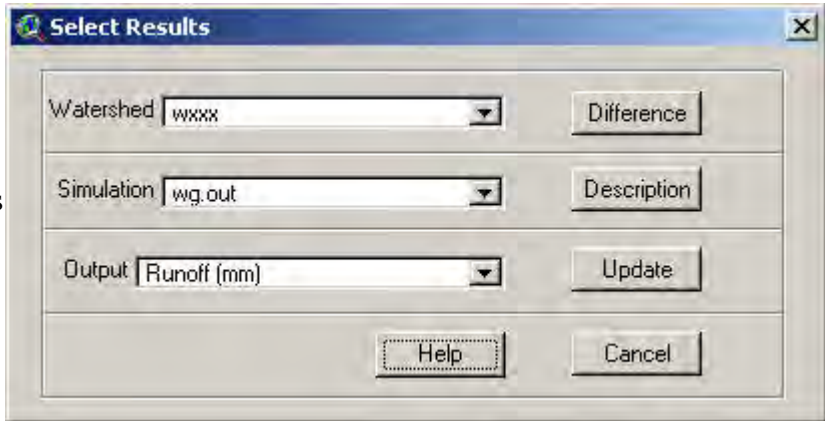 Select Results
Watershed wxxx Difference
s
Simulation wg.out Description
Output Runoff (mm) Update
Help Cancel